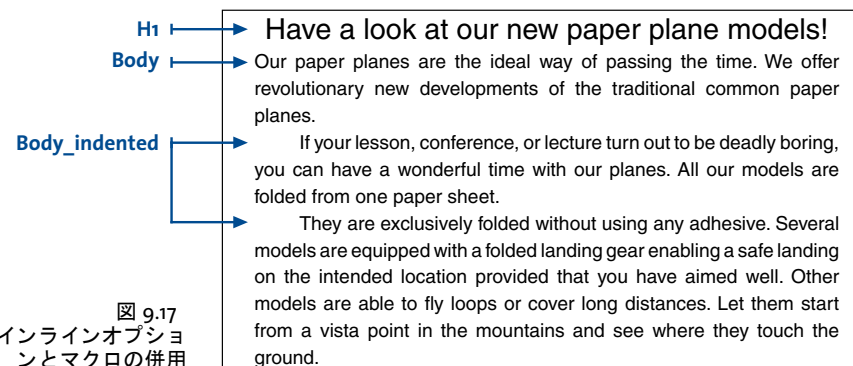 H1
Have a look at our new paper plane models!
Body
Our paper planes are the ideal way of passing the time. We offer
revolutionary new developments of the traditional common paper
planes.
Body_indented
If your lesson, conference, or lecture turn out to be deadly boring,
you can have a wonderful time with our planes. All our models are
folded from one paper sheet.
They are exclusively folded without using any adhesive. Several
models are equipped with a folded landing gear enabling a safe landing
on the intended location provided that you have aimed well. Other
models are able to fly loops or cover long distances. Let them start
from a vista point in the mountains and see where they touch the
ground.
図 9.17
インラインオプショ
ンとマクロの併用